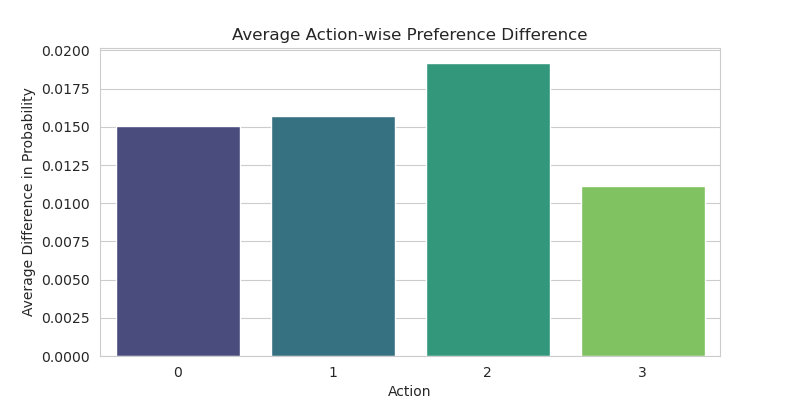 Average Action-wise Preference Difference
Average Difference in Probability
0.0200
0.0175
0.0150
0.0125
0.0100
0.0075
0.0050
0.0025
0.0000
0 1 2 3
Action